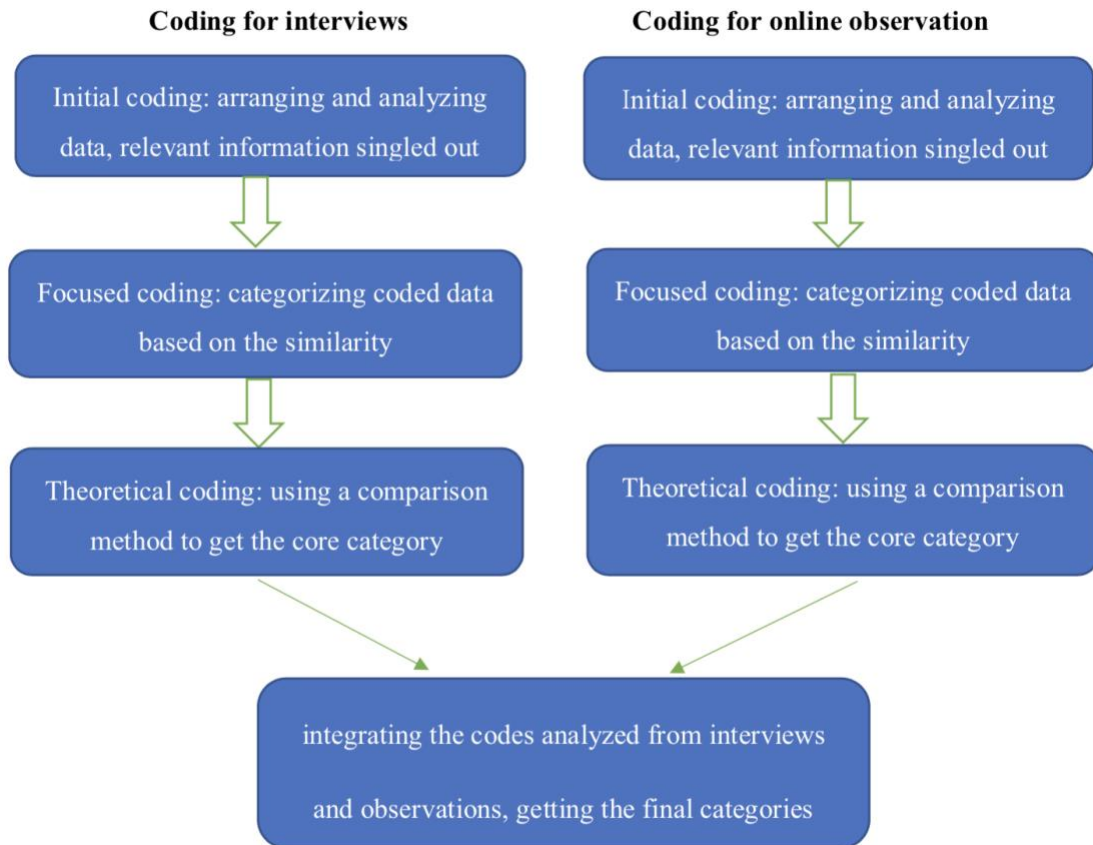 Coding for interviews
Initial coding: arranging and analyzing
data, relevant information singled out
Focused coding: categorizing coded data
based on the similarity
Theoretical coding: using a comparison
method to get the core category
Coding for online observation
Initial coding: arranging and analyzing
data, relevant information singled out
Focused coding: categorizing coded data
based on the similarity
Theoretical coding: using a comparison
method to get the core category
integrating the codes analyzed from interviews
and observations, getting the final categories